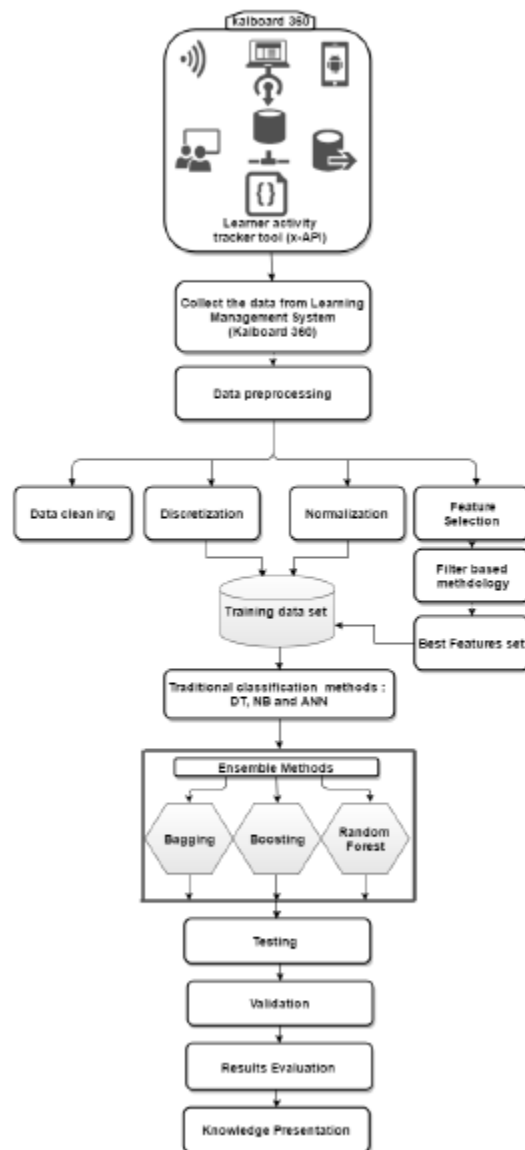 kalboard 360
{}
Learner activity
tracker tool (x-API)
Collect the data from Learning
Management System
(Kalboard 360)
Data preprocessing
Data cleaning
Discretization
Normalization
Feature
Selection
Filter based
methdology
Training data set
Best Features set
Traditional classification methods :
DT, NB and ANN
Ensemble Methods
Bagging
Boosting
Random
Forest
Testing
Validation
Results Evaluation
Knowledge Presentation